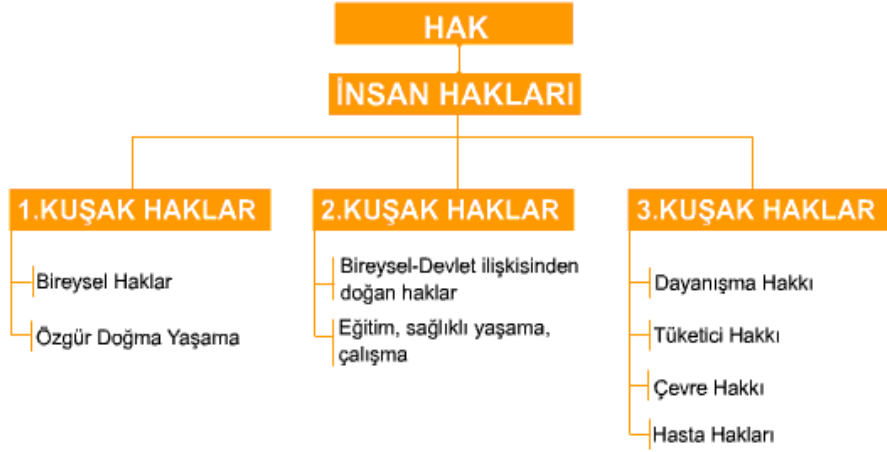 HAK
İNSAN HAKLARI
1.KUŞAK HAKLAR
Bireysel Haklar
Özgür Doğma Yaşama
2.KUŞAK HAKLAR
Bireysel-Devlet ilişkisinden
doğan haklar
Eğitim, sağlıklı yaşama,
çalışma
3.KUŞAK HAKLAR
Dayanışma Hakkı
Tüketici Hakkı
Çevre Hakkı
Hasta Hakları